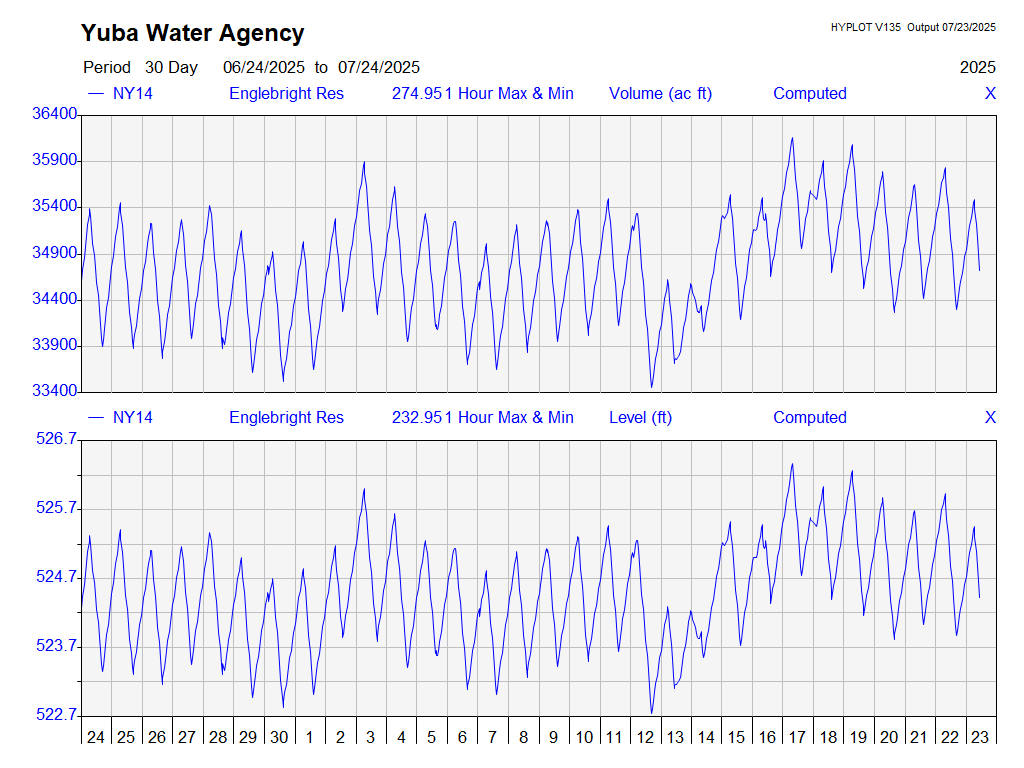 Yuba Water Agency
HYPLOT V135 Output 07/23/2025
Period 30 Day 06/24/2025 to 07/24/2025 2025
NY14 Englebright Res 274.951 Hour Max & Min Volume (ac ft) Computed X
36400
35900
35400
34900
34400
33900
33400
NY14 Englebright Res 232.951 Hour Max & Min Level (ft) Computed X
526.7
525.7
524.7
523.7
522.7
24 25 26 27 28 29 30 1 2 3 4 5 6 7 8 9 10 11 12 13 14 15 16 17 18 19 20 21 22 23